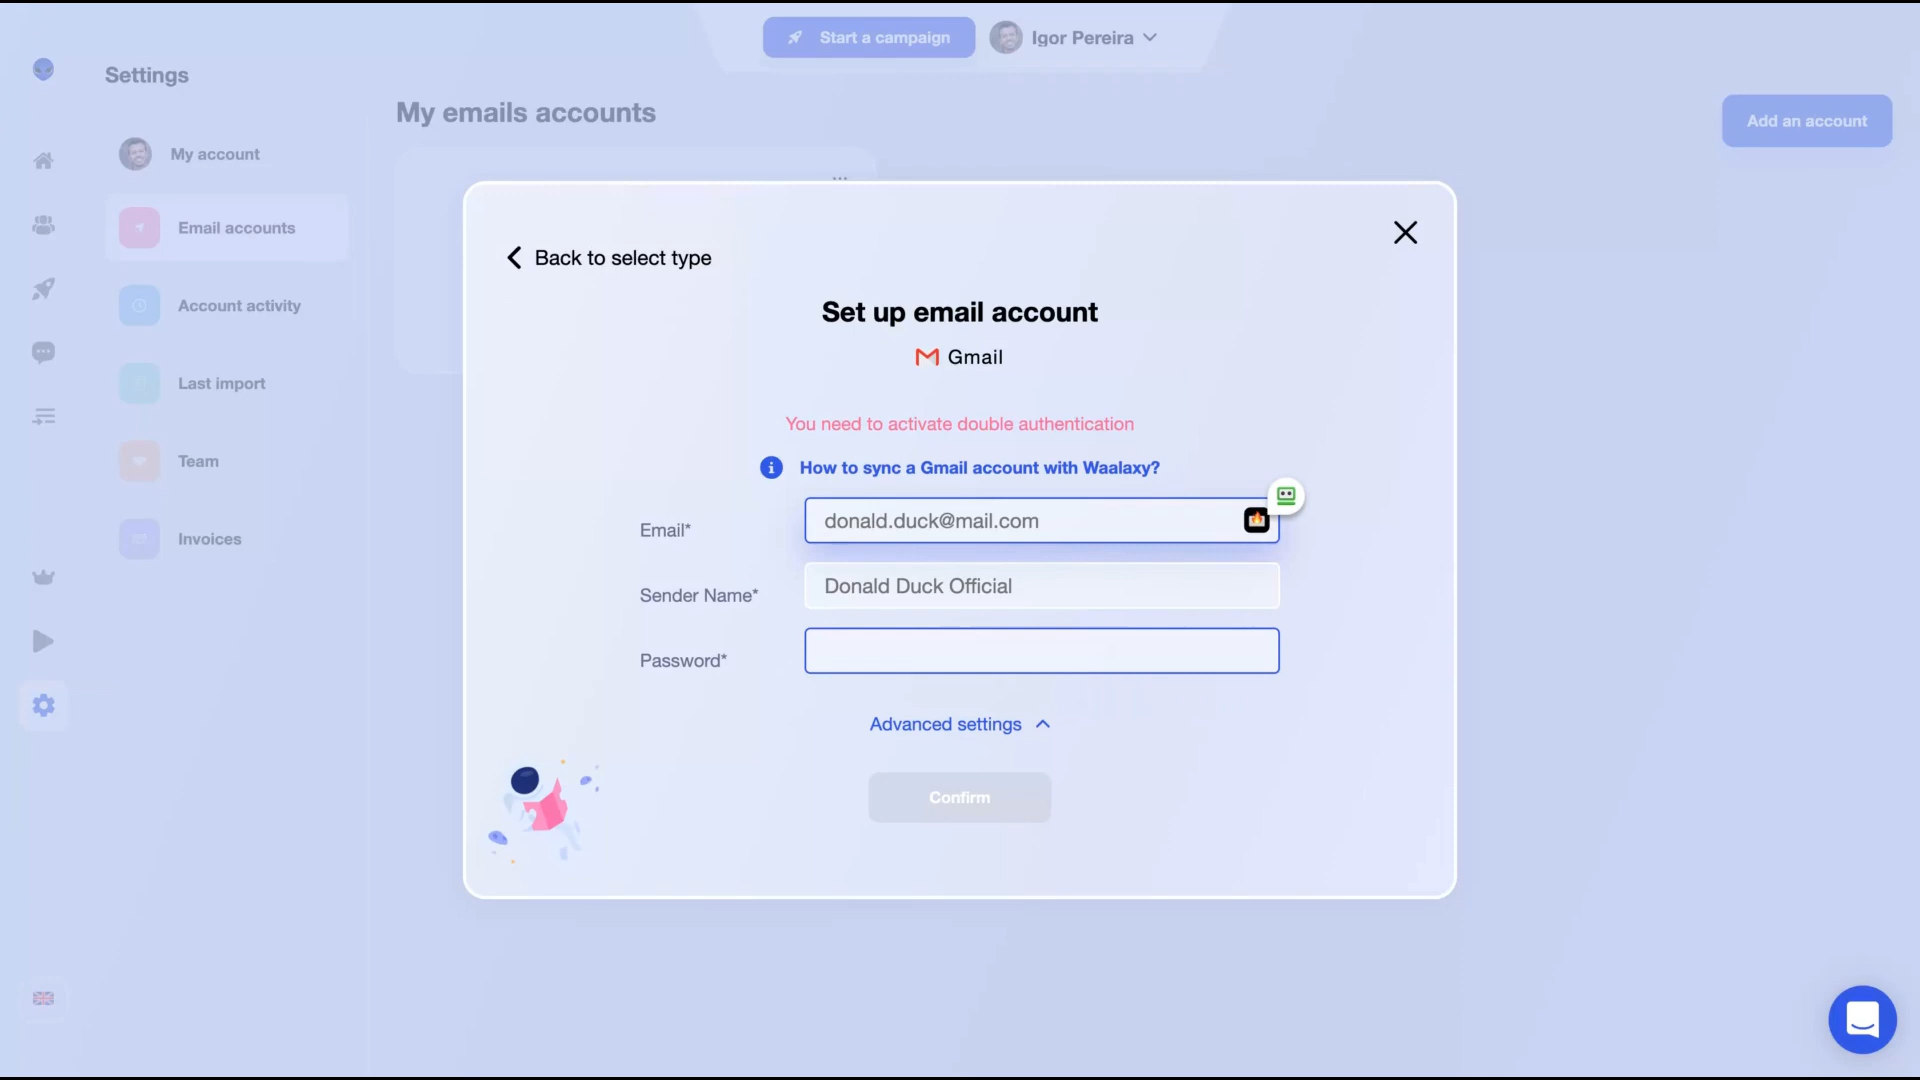 Start a campaign
Igor Pereira
Settings
My emails accounts
Add an account
My account
Email accounts
Account activity
Last import
Team
Invoices
Back to select type
Set up email account
Gmail
You need to activate double authentication
How to sync a Gmail account with Waalaxy?
Email*
donald.duck@mail.com
Sender Name*
Donald Duck Official
Password*
Advanced settings
Confirm